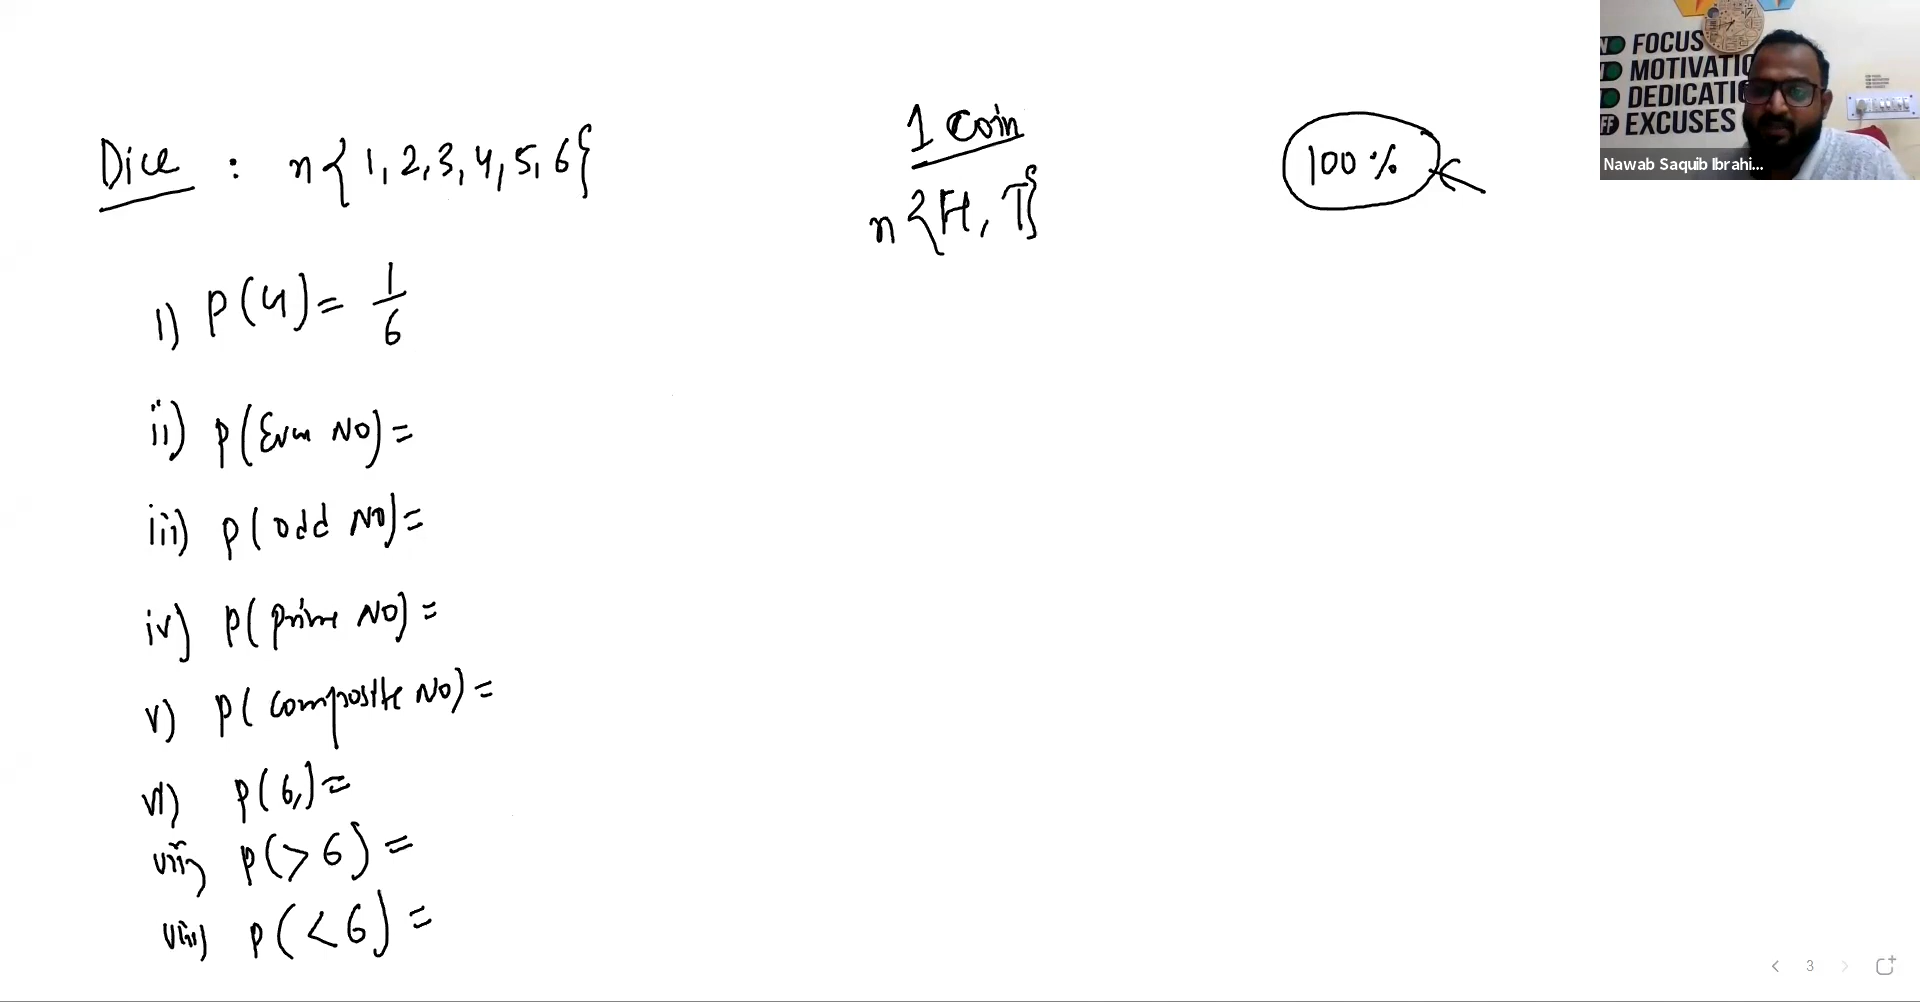 Dice : n{1,2,3,4,5,6}
1 Coin
n{H, T}
100 %
i) P(4) = 1/6
ii) P(Even No) =
iii) P(odd No) =
iv) P(prime No) =
v) P(composite No) =
vi) P(6,) =
vii) P(>6) =
viii) P(<6) =
FOCUS
MOTIVATIO
DEDICATI
EXCUSES
Nawab Saquib Ibrahi...
3